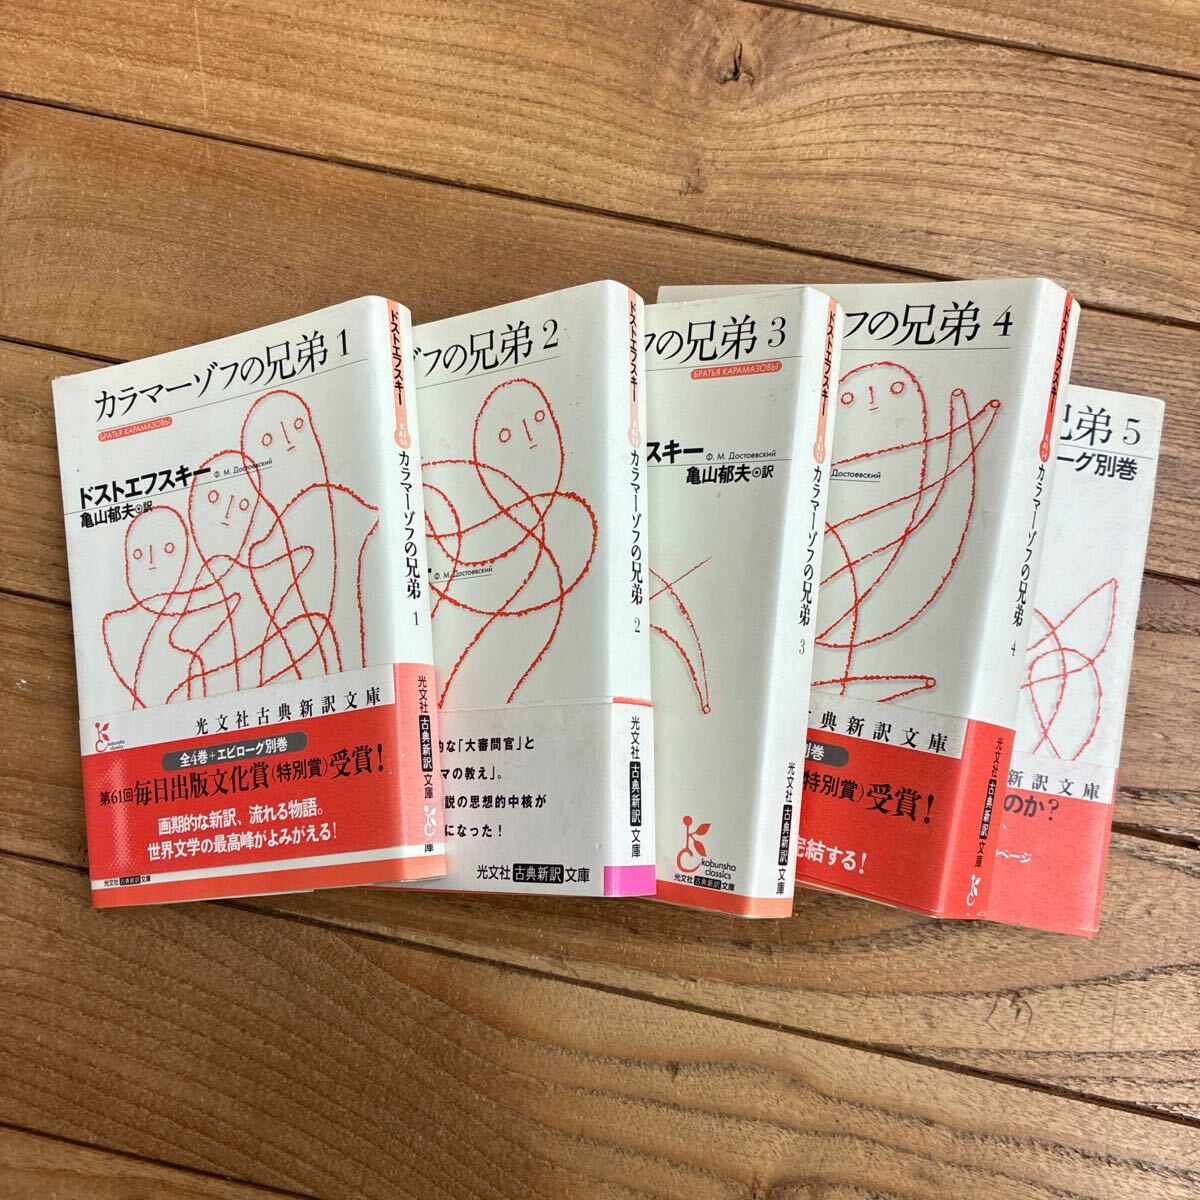 カラマーゾフの兄弟 1
БРАТЬЯ КАРАМАЗОВЫ
ドストエフスキー
Ф. М. Достоевский
亀山郁夫◉訳
光文社古典新訳文庫
kobunsha
classics
全4巻+エピローグ別巻
第61回毎日出版文化賞(特別賞)受賞!
画期的な新訳、流れる物語。
世界文学の最高峰がよみがえる!
光文社古典新訳文庫
ドストエフスキー
カラマーゾフの兄弟 1
光文社古典新訳文庫
ゾフの兄弟 2
Ф. М. Достоевский
的な「大審問官」と
マの教え」。
説の思想的中核が
になった!
光文社古典新訳文庫
ドストエフスキー
カラマーゾフの兄弟 2
光文社古典新訳文庫
フの兄弟 3
БРАТЬЯ КАРАМАЗОВЫ
スキー
Ф. М. Достоевский
亀山郁夫◉訳
kobunsha
classics
光文社古典新訳文庫
ドストエフスキー
カラマーゾフの兄弟 3
光文社古典新訳文庫
フの兄弟 4
Достоевский
典新訳文庫
別巻
特別賞)受賞!
完結する!
ドストエフスキー
カラマーゾフの兄弟 4
光文社古典新訳文庫
兄弟 5
ーグ別巻
新訳文庫
のか?
ページ